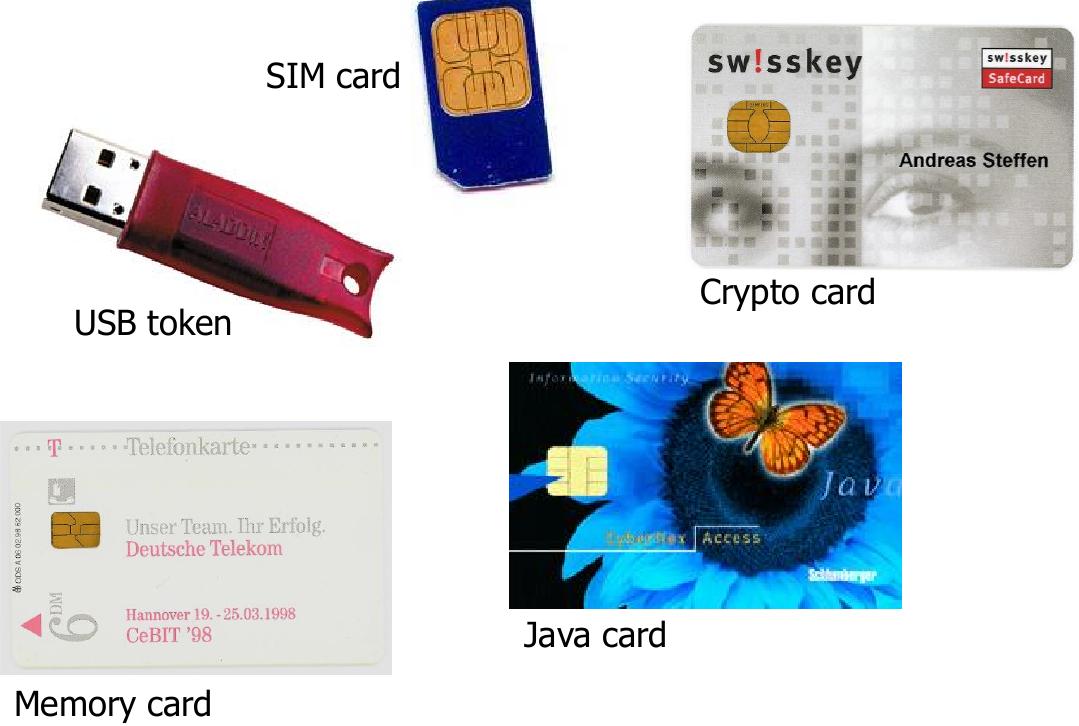 SIM card
sw!sskey
sw!sskey
SafeCard
Andreas Steffen
Crypto card
ALADDIN
USB token
Information Security
Java
Cyberflex Access
Schlumberger
Java card
T Telefonkarte
Unser Team. Ihr Erfolg.
Deutsche Telekom
6 DM
Hannover 19. - 25.03.1998
CeBIT '98
Memory card